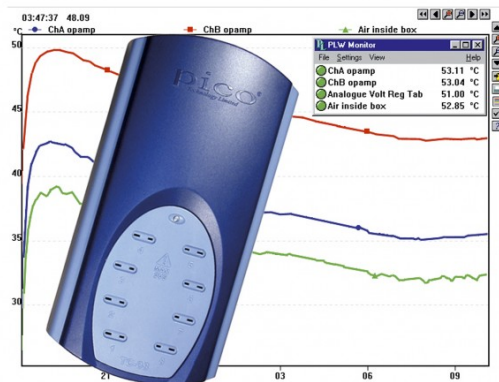 03:47:37 48.09
°C ChA opamp ChB opamp Air inside box
50
45
40
35
30
21 03 06 09
PLW Monitor
File Settings View Help
ChA opamp 53.11 °C
ChB opamp 53.04 °C
Analogue Volt Reg Tab 51.00 °C
Air inside box 52.85 °C
pico
Technology Limited